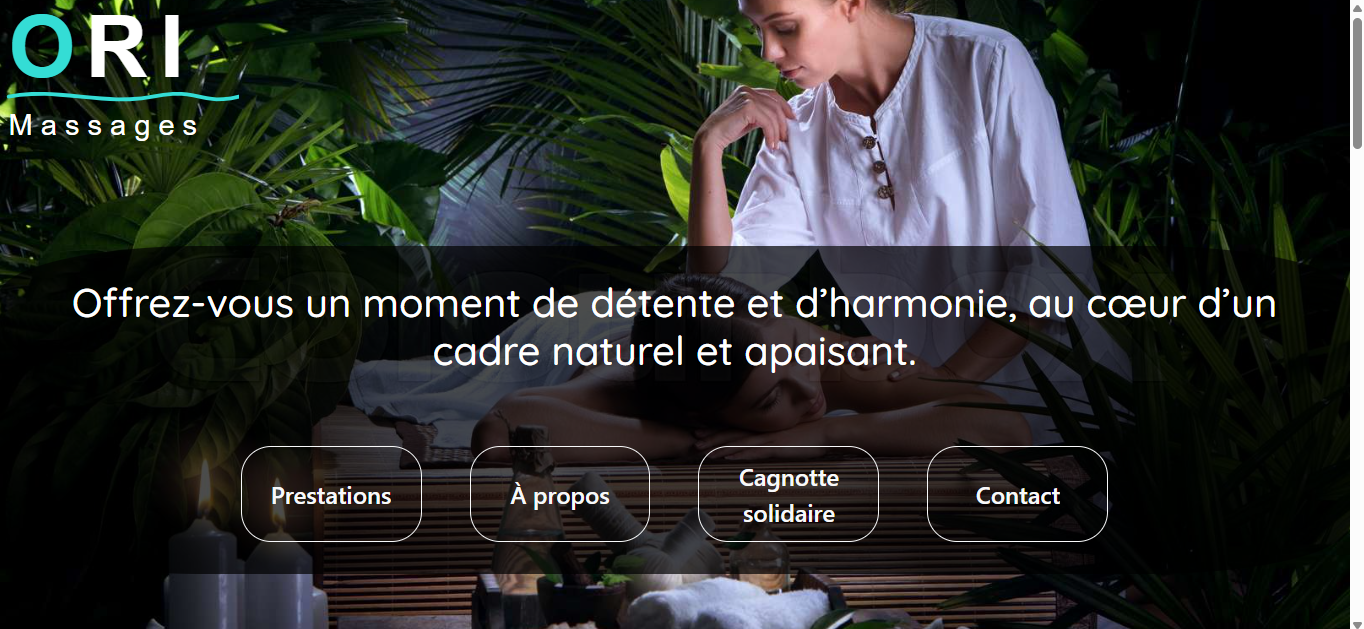 ORI
Massages
Offrez-vous un moment de détente et d’harmonie, au cœur d’un
cadre naturel et apaisant.
Prestations
À propos
Cagnotte
solidaire
Contact